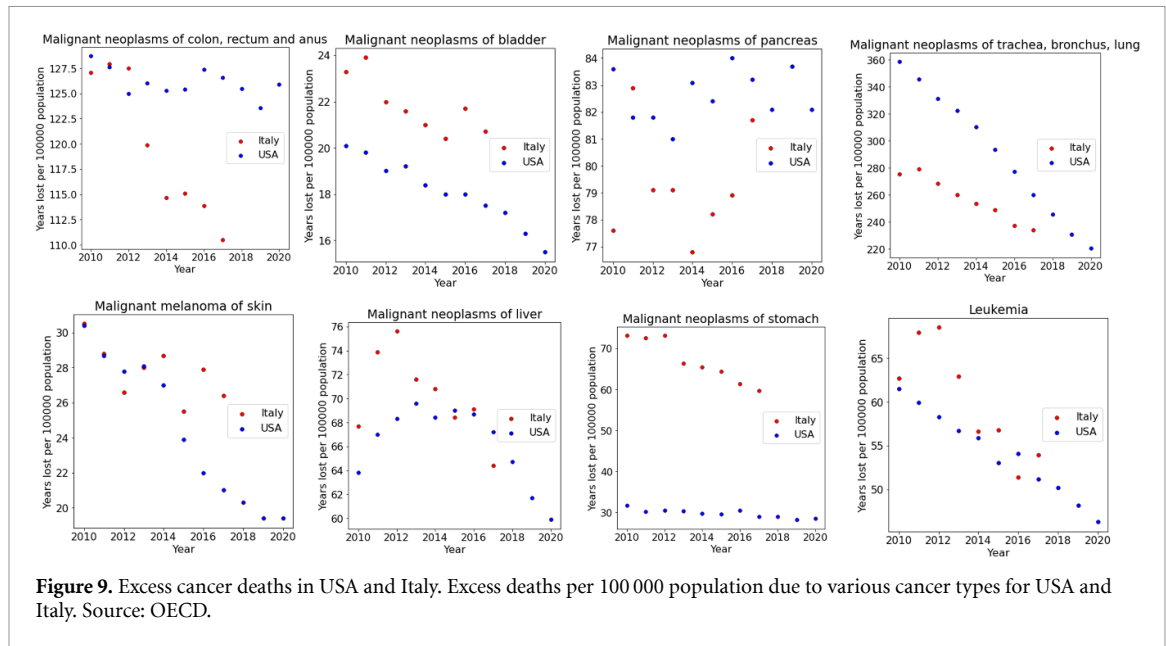 Malignant neoplasms of colon, rectum and anus
Years lost per 100000 population
127.5
125.0
122.5
120.0
117.5
115.0
112.5
110.0
Italy
USA
2010 2012 2014 2016 2018 2020
Year
Malignant neoplasms of bladder
Years lost per 100000 population
24
22
20
18
16
Italy
USA
2010 2012 2014 2016 2018 2020
Year
Malignant neoplasms of pancreas
Years lost per 100000 population
84
83
82
81
80
79
78
77
Italy
USA
2010 2012 2014 2016 2018 2020
Year
Malignant neoplasms of trachea, bronchus, lung
Years lost per 100000 population
360
340
320
300
280
260
240
220
Italy
USA
2010 2012 2014 2016 2018 2020
Year
Malignant melanoma of skin
Years lost per 100000 population
30
28
26
24
22
20
Italy
USA
2010 2012 2014 2016 2018 2020
Year
Malignant neoplasms of liver
Years lost per 100000 population
76
74
72
70
68
66
64
62
60
Italy
USA
2010 2012 2014 2016 2018 2020
Year
Malignant neoplasms of stomach
Years lost per 100000 population
70
60
50
40
30
Italy
USA
2010 2012 2014 2016 2018 2020
Year
Leukemia
Years lost per 100000 population
65
60
55
50
Italy
USA
2010 2012 2014 2016 2018 2020
Year
Figure 9. Excess cancer deaths in USA and Italy. Excess deaths per 100 000 population due to various cancer types for USA and
Italy. Source: OECD.